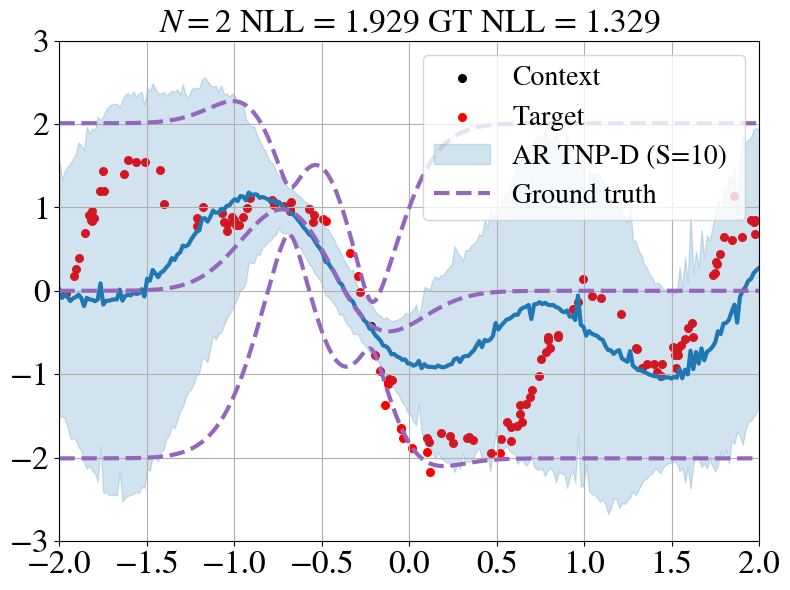 N = 2 NLL = 1.929 GT NLL = 1.329
3
2
1
0
−1
−2
−3
Context
Target
AR TNP-D (S=10)
Ground truth
−2.0 −1.5 −1.0 −0.5 0.0 0.5 1.0 1.5 2.0